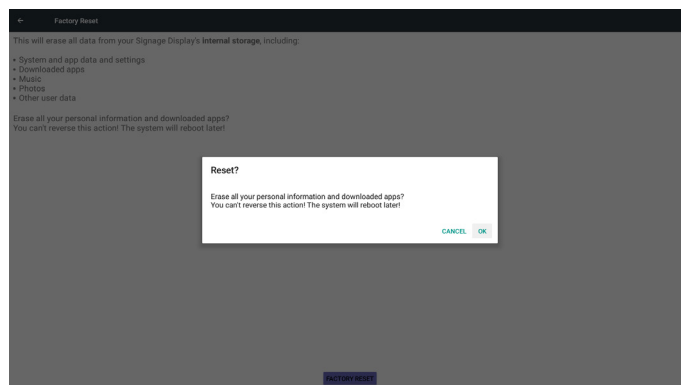 Factory Reset
This will erase all data from your Signage Display's internal storage, including:
• System and app data and settings
• Downloaded apps
• Music
• Photos
• Other user data
Erase all your personal information and downloaded apps?
You can't reverse this action! The system will reboot later!
Reset?
Erase all your personal information and downloaded apps?
You can't reverse this action! The system will reboot later!
CANCEL OK
FACTORY RESET